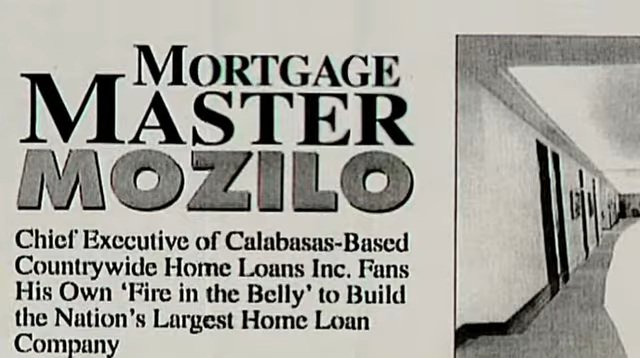 MORTGAGE
MASTER
MOZILO
Chief Executive of Calabasas-Based
Countrywide Home Loans Inc. Fans
His Own 'Fire in the Belly' to Build
the Nation's Largest Home Loan
Company